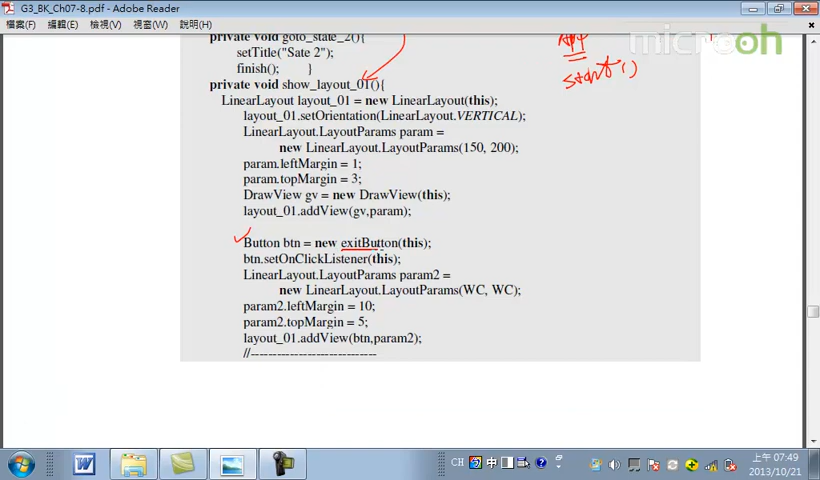 G3_BK_Ch07-8.pdf - Adobe Reader
檔案(F) 編輯(E) 檢視(V) 視窗(W) 說明(H)
microoh
private void goto_state_2(){
App
setTitle("Sate 2");
finish(); }
start()
private void show_layout_01(){
LinearLayout layout_01 = new LinearLayout(this);
layout_01.setOrientation(LinearLayout.VERTICAL);
LinearLayout.LayoutParams param =
new LinearLayout.LayoutParams(150, 200);
param.leftMargin = 1;
param.topMargin = 3;
DrawView gv = new DrawView(this);
layout_01.addView(gv,param);
Button btn = new exitButton(this);
btn.setOnClickListener(this);
LinearLayout.LayoutParams param2 =
new LinearLayout.LayoutParams(WC, WC);
param2.leftMargin = 10;
param2.topMargin = 5;
layout_01.addView(btn,param2);
//----------------------------
CH 中
上午 07:49
2013/10/21